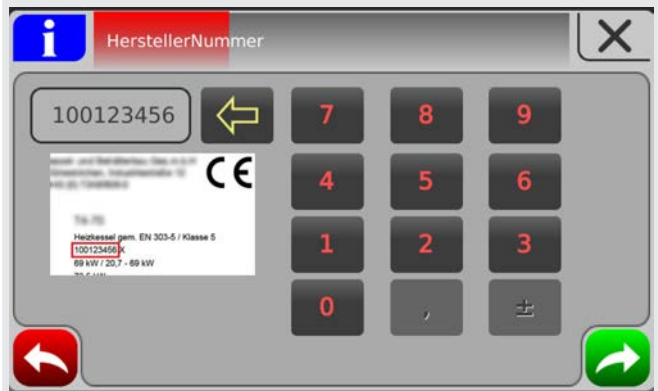 i HerstellerNummer
100123456
7 8 9
CE
4 5 6
Heizkessel gem. EN 303-5 / Klasse 5
100123456 X
69 kW / 20,7 - 69 kW
1 2 3
0 , ±